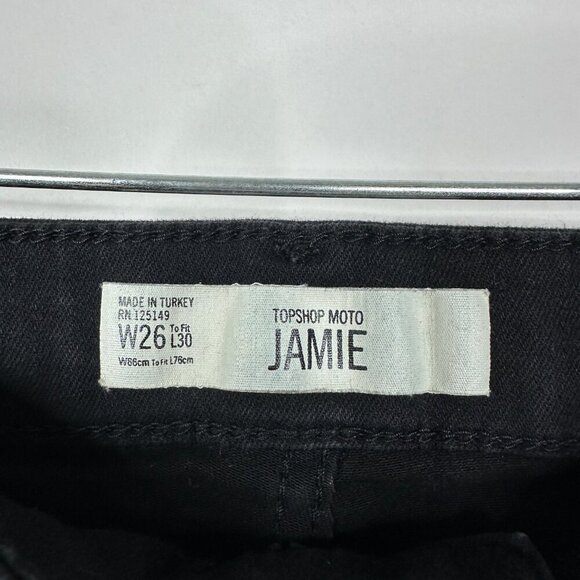 MADE IN TURKEY
RN 125149
W26 To Fit L30
W66cm To Fit L76cm
TOPSHOP MOTO
JAMIE